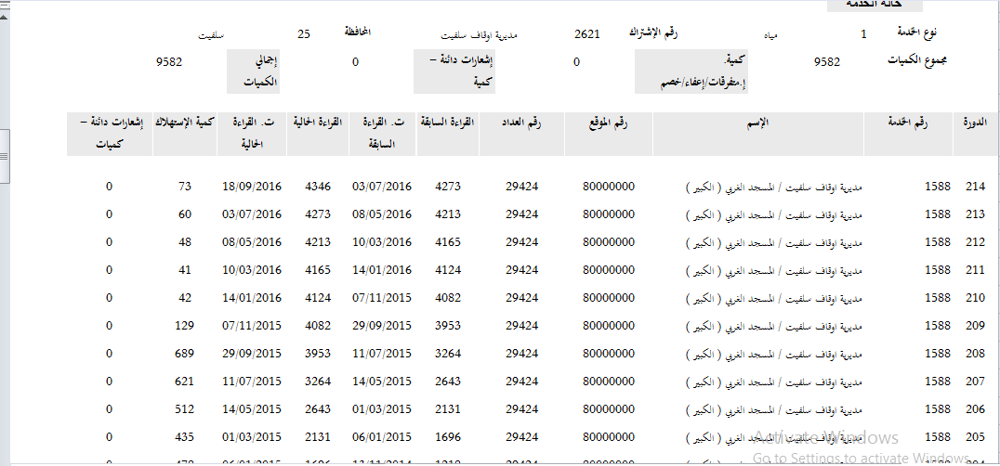 حالة الخدمة
نوع الخدمة 1 مياه رقم الإشتراك 2621 مديرية اوقاف سلفيت المحافظة 25 سلفيت
مجموع الكميات 9582 كمية. إ.متفرقات/إعفاء/خصم 0 إشعارات دائنة – كمية 0 إجمالي الكميات 9582
الدورة رقم الخدمة الإسم رقم الموقع رقم العداد القراءة السابقة ت. القراءة السابقة القراءة الحالية ت. القراءة الحالية كمية الإستهلاك إشعارات دائنة – كميات
214 1588 مديرية اوقاف سلفيت / المسجد الغربي ( الكبير ) 80000000 29424 4273 03/07/2016 4346 18/09/2016 73 0
213 1588 مديرية اوقاف سلفيت / المسجد الغربي ( الكبير ) 80000000 29424 4213 08/05/2016 4273 03/07/2016 60 0
212 1588 مديرية اوقاف سلفيت / المسجد الغربي ( الكبير ) 80000000 29424 4165 10/03/2016 4213 08/05/2016 48 0
211 1588 مديرية اوقاف سلفيت / المسجد الغربي ( الكبير ) 80000000 29424 4124 14/01/2016 4165 10/03/2016 41 0
210 1588 مديرية اوقاف سلفيت / المسجد الغربي ( الكبير ) 80000000 29424 4082 07/11/2015 4124 14/01/2016 42 0
209 1588 مديرية اوقاف سلفيت / المسجد الغربي ( الكبير ) 80000000 29424 3953 29/09/2015 4082 07/11/2015 129 0
208 1588 مديرية اوقاف سلفيت / المسجد الغربي ( الكبير ) 80000000 29424 3264 11/07/2015 3953 29/09/2015 689 0
207 1588 مديرية اوقاف سلفيت / المسجد الغربي ( الكبير ) 80000000 29424 2643 14/05/2015 3264 11/07/2015 621 0
206 1588 مديرية اوقاف سلفيت / المسجد الغربي ( الكبير ) 80000000 29424 2131 01/03/2015 2643 14/05/2015 512 0
205 1588 مديرية اوقاف سلفيت / المسجد الغربي ( الكبير ) 80000000 29424 1696 06/01/2015 2131 01/03/2015 435 0
Activate Windows
Go to Settings to activate Windows.